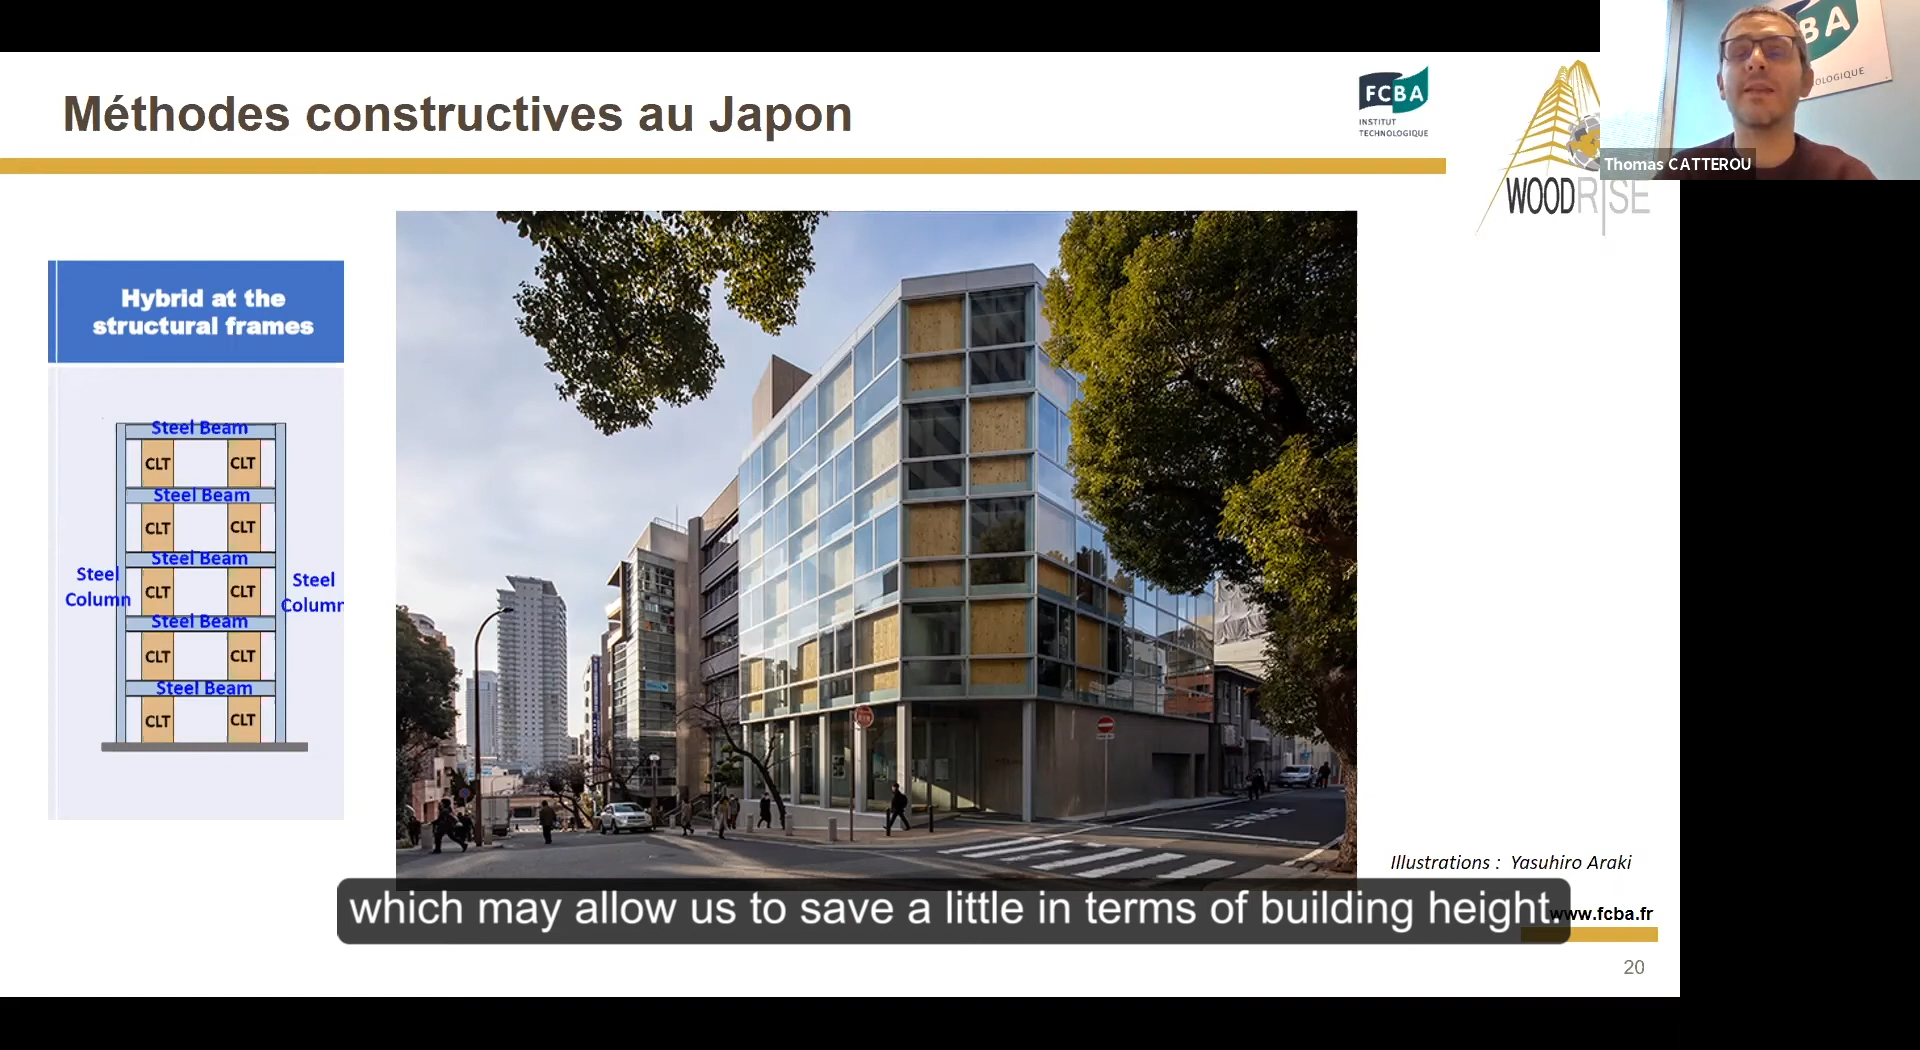 Méthodes constructives au Japon
FCBA
INSTITUT
TECHNOLOGIQUE
WOODRISE
BA
OLOGIQUE
Thomas CATTEROU
Hybrid at the
structural frames
Steel Beam
CLT CLT
Steel Beam
CLT CLT
Steel Beam
Steel
Column
CLT CLT
Steel
Column
Steel Beam
CLT CLT
Steel Beam
CLT CLT
Illustrations : Yasuhiro Araki
which may allow us to save a little in terms of building height.
www.fcba.fr
20